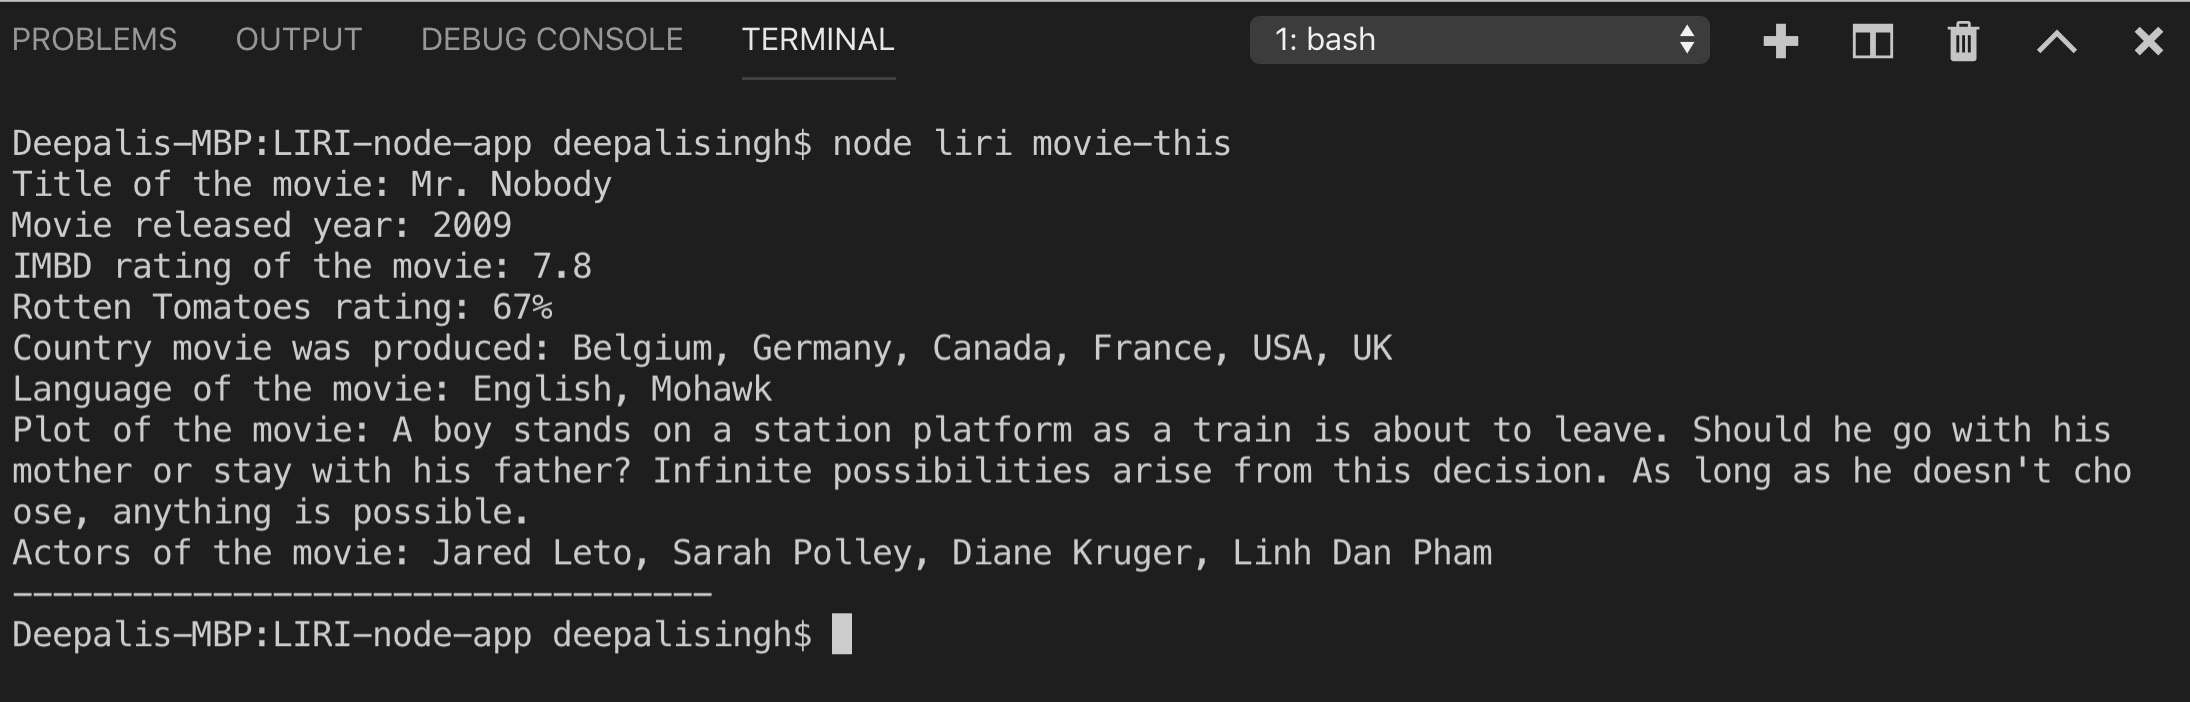 PROBLEMS OUTPUT DEBUG CONSOLE TERMINAL 1: bash
Deepalis-MBP:LIRI-node-app deepalisingh$ node liri movie-this
Title of the movie: Mr. Nobody
Movie released year: 2009
IMBD rating of the movie: 7.8
Rotten Tomatoes rating: 67%
Country movie was produced: Belgium, Germany, Canada, France, USA, UK
Language of the movie: English, Mohawk
Plot of the movie: A boy stands on a station platform as a train is about to leave. Should he go with his
mother or stay with his father? Infinite possibilities arise from this decision. As long as he doesn't cho
ose, anything is possible.
Actors of the movie: Jared Leto, Sarah Polley, Diane Kruger, Linh Dan Pham
-----------------------------------
Deepalis-MBP:LIRI-node-app deepalisingh$